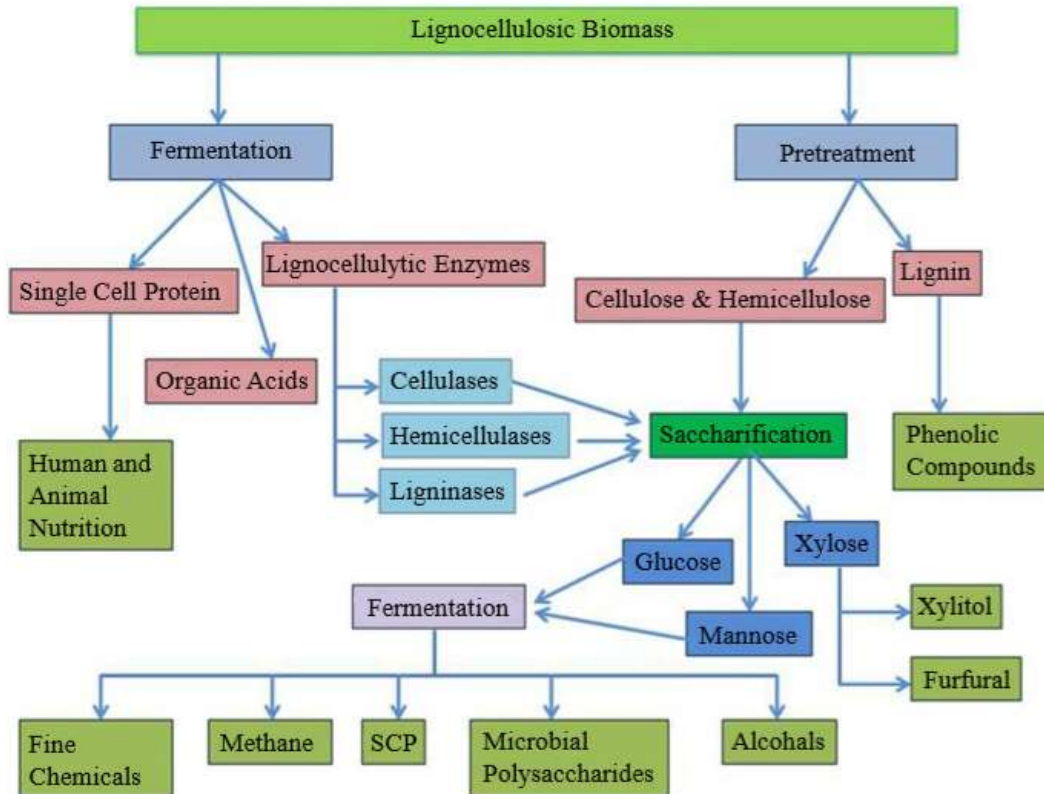 Lignocellulosic Biomass
Fermentation
Pretreatment
Lignocellulytic Enzymes
Lignin
Single Cell Protein
Cellulose & Hemicellulose
Organic Acids
Cellulases
Hemicellulases
Saccharification
Phenolic
Compounds
Human and
Animal
Nutrition
Ligninases
Xylose
Glucose
Fermentation
Xylitol
Mannose
Furfural
Fine
Chemicals
Methane
SCP
Microbial
Polysaccharides
Alcohals